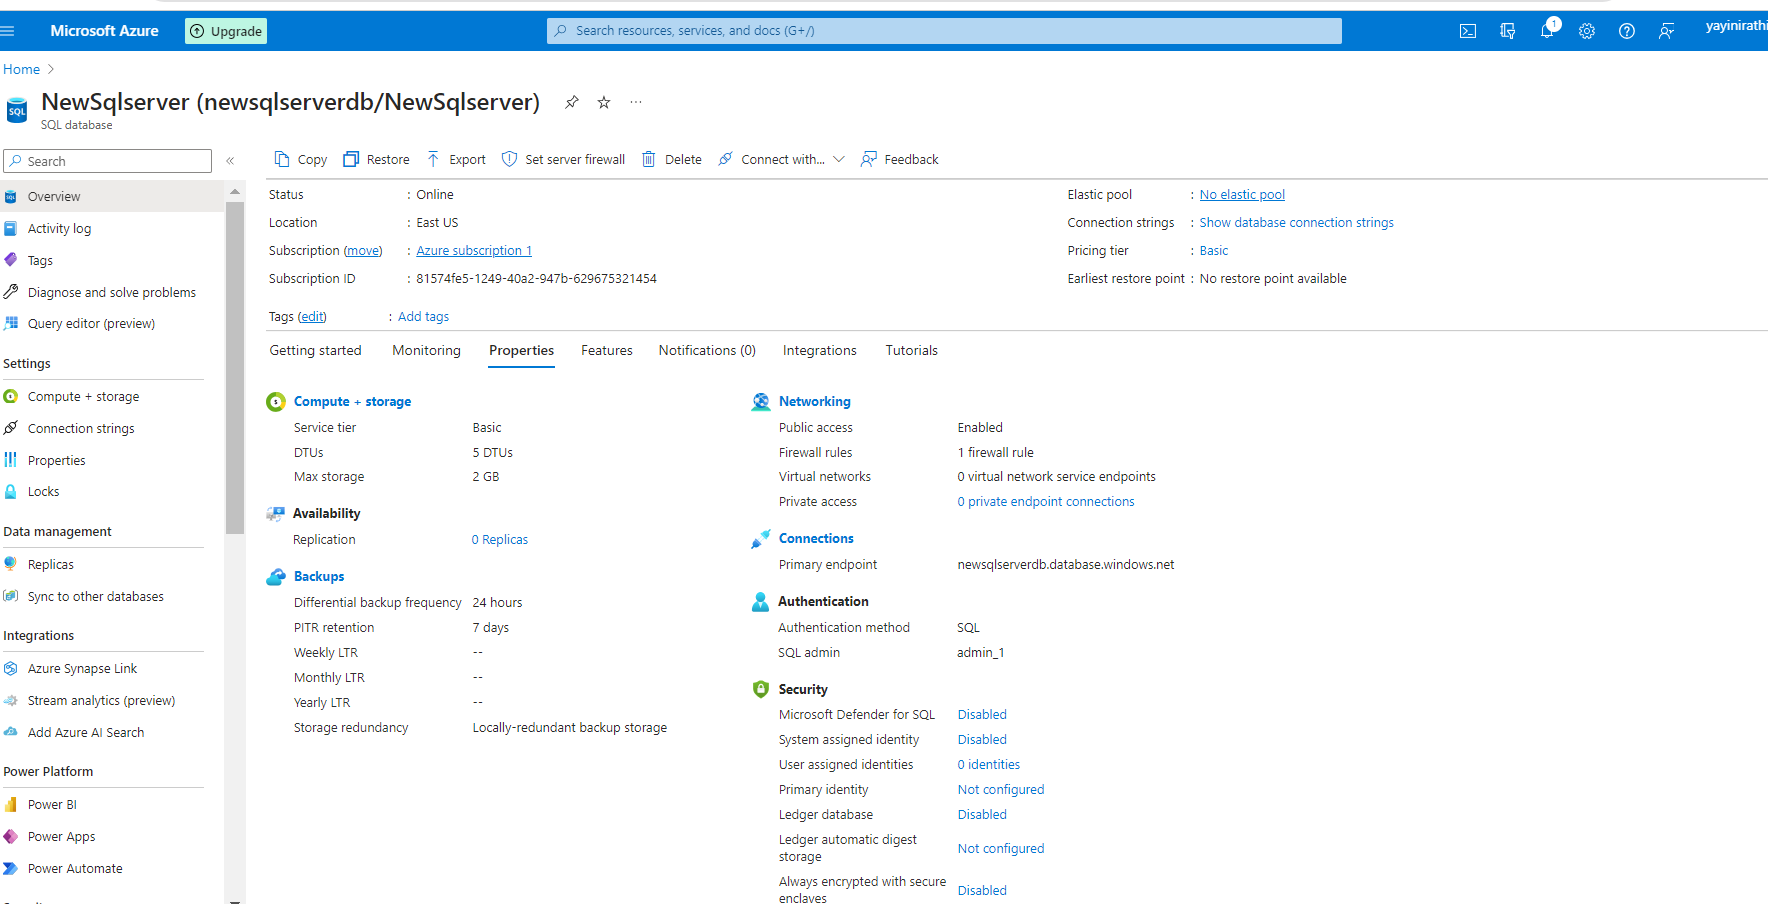 Microsoft Azure
Upgrade
Search resources, services, and docs (G+/)
1
Home
NewSqlserver (newsqlserverdb/NewSqlserver)
SQL database
Search
Copy
Restore
Export
Set server firewall
Delete
Connect with...
Feedback
Overview
Activity log
Tags
Diagnose and solve problems
Query editor (preview)
Settings
Compute + storage
Connection strings
Properties
Locks
Data management
Replicas
Sync to other databases
Integrations
Azure Synapse Link
Stream analytics (preview)
Add Azure AI Search
Power Platform
Power BI
Power Apps
Power Automate
Status : Online
Location : East US
Subscription (move) : Azure subscription 1
Subscription ID : 81574fe5-1249-40a2-947b-629675321454
Elastic pool : No elastic pool
Connection strings : Show database connection strings
Pricing tier : Basic
Earliest restore point : No restore point available
Tags (edit) : Add tags
Getting started
Monitoring
Properties
Features
Notifications (0)
Integrations
Tutorials
Compute + storage
Service tier Basic
DTUs 5 DTUs
Max storage 2 GB
Availability
Replication 0 Replicas
Backups
Differential backup frequency 24 hours
PITR retention 7 days
Weekly LTR --
Monthly LTR --
Yearly LTR --
Storage redundancy Locally-redundant backup storage
Networking
Public access Enabled
Firewall rules 1 firewall rule
Virtual networks 0 virtual network service endpoints
Private access 0 private endpoint connections
Connections
Primary endpoint newsqlserverdb.database.windows.net
Authentication
Authentication method SQL
SQL admin admin_1
Security
Microsoft Defender for SQL Disabled
System assigned identity Disabled
User assigned identities 0 identities
Primary identity Not configured
Ledger database Disabled
Ledger automatic digest
storage
Not configured
Always encrypted with secure
enclaves
Disabled